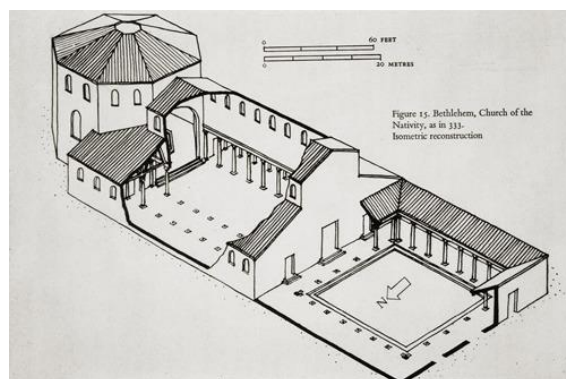 0 60 FEET
0 20 METRES
Figure 15. Bethlehem, Church of the
Nativity, as in 333.
Isometric reconstruction
N